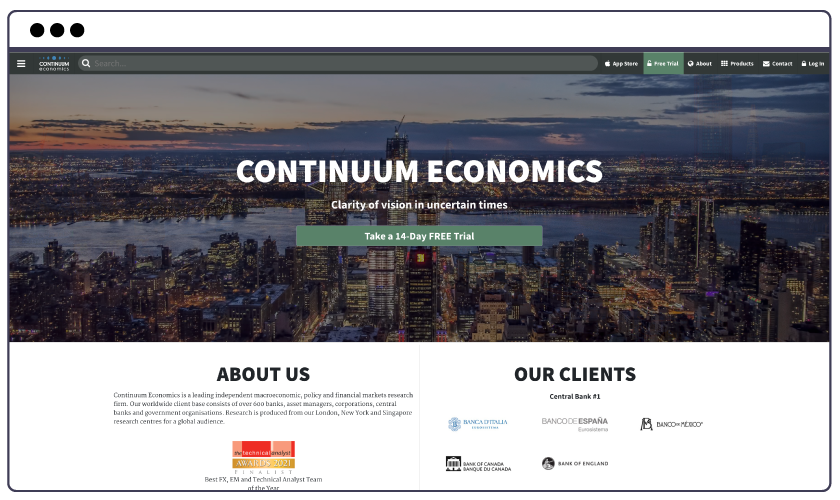 CONTINUUM
economics
Search...
App Store
Free Trial
About
Products
Contact
Log In
CONTINUUM ECONOMICS
Clarity of vision in uncertain times
Take a 14-Day FREE Trial
ABOUT US
Continuum Economics is a leading independent macroeconomic, policy and financial markets research
firm. Our worldwide client base consists of over 600 banks, asset managers, corporations, central
banks and government organisations. Research is produced from our London, New York and Singapore
research centres for a global audience.
the technical analyst
AWARDS 2021
FINALIST
Best FX, EM and Technical Analyst Team
of the Year
OUR CLIENTS
Central Bank #1
BANCA D'ITALIA
EUROSISTEMA
BANCO DE ESPAÑA
Eurosistema
BANCO DE MÉXICO
BANK OF CANADA
BANQUE DU CANADA
BANK OF ENGLAND